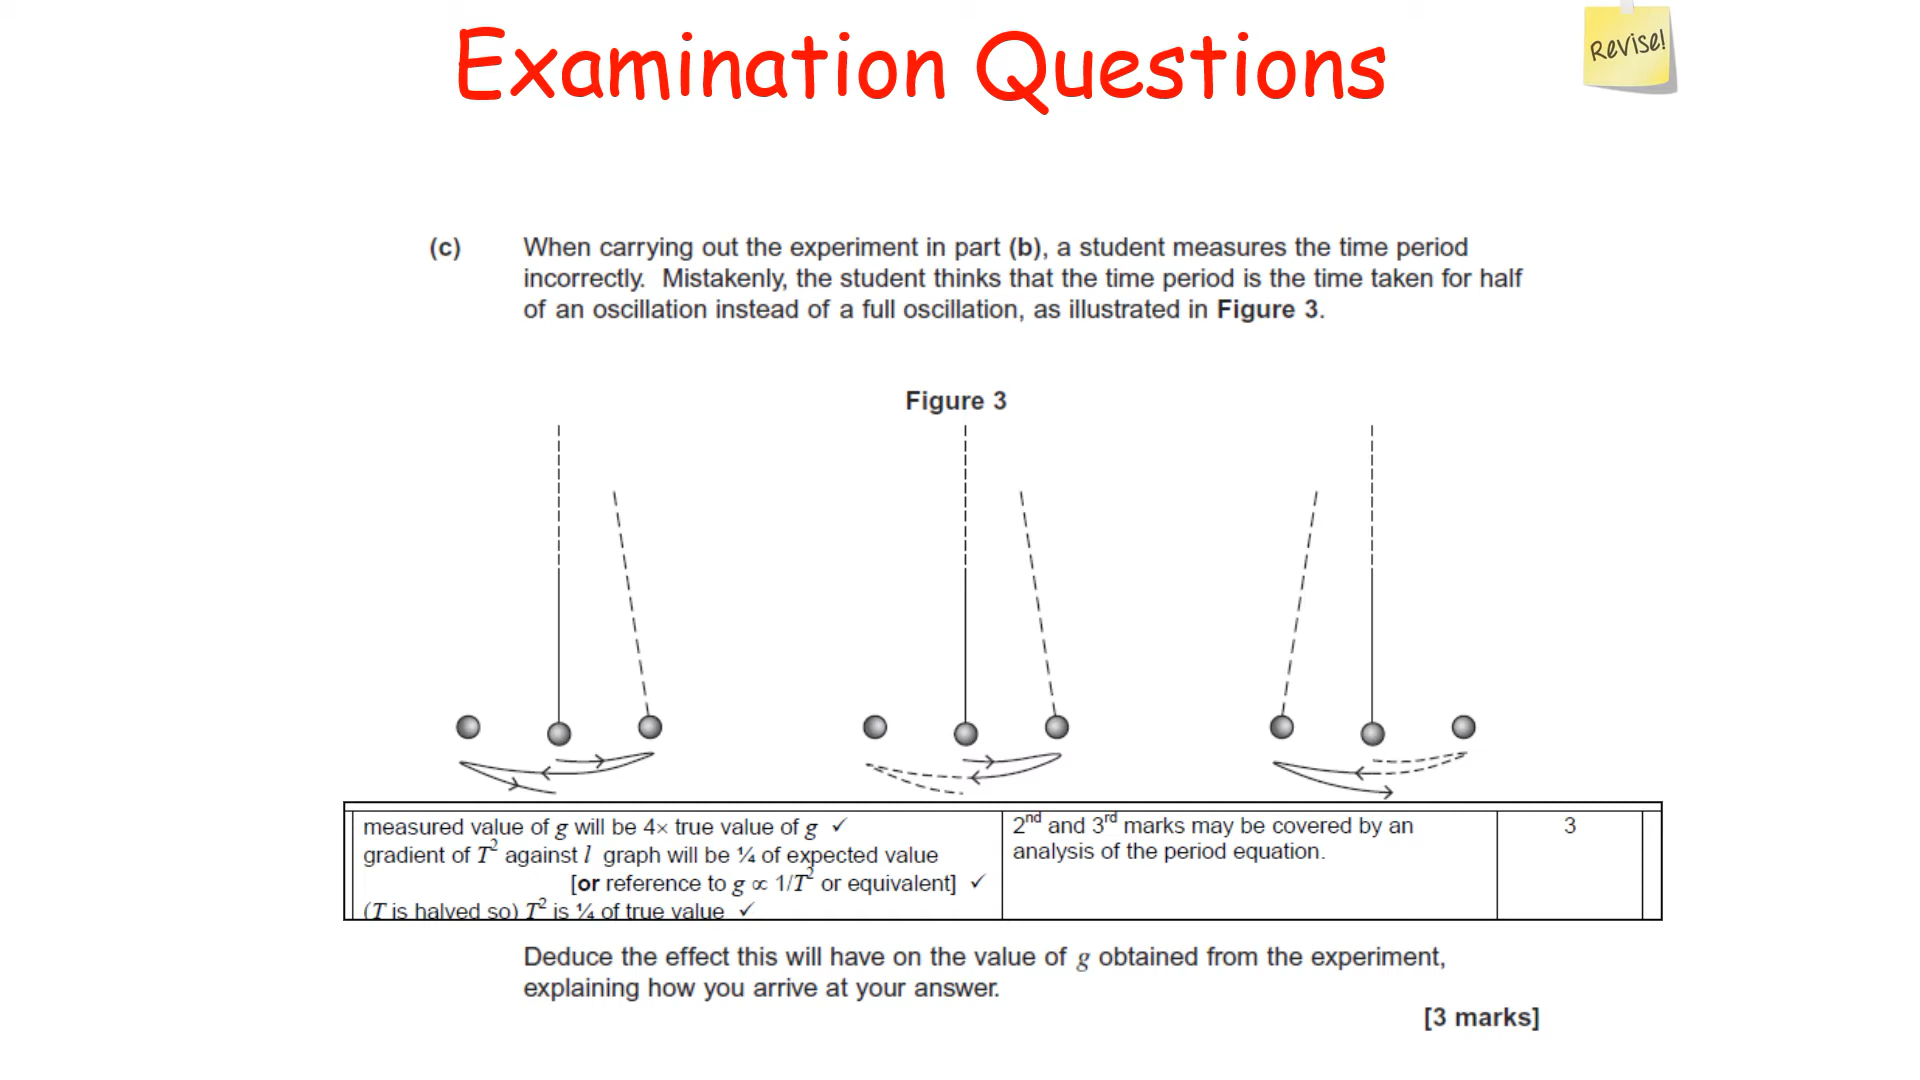 Examination Questions
Revise!
(c) When carrying out the experiment in part (b), a student measures the time period
incorrectly. Mistakenly, the student thinks that the time period is the time taken for half
of an oscillation instead of a full oscillation, as illustrated in Figure 3.
Figure 3
measured value of g will be 4× true value of g ✓
gradient of T² against l graph will be ¼ of expected value
[or reference to g ∝ 1/T² or equivalent] ✓
(T is halved so) T² is ¼ of true value ✓
2nd and 3rd marks may be covered by an
analysis of the period equation.
3
Deduce the effect this will have on the value of g obtained from the experiment,
explaining how you arrive at your answer.
[3 marks]